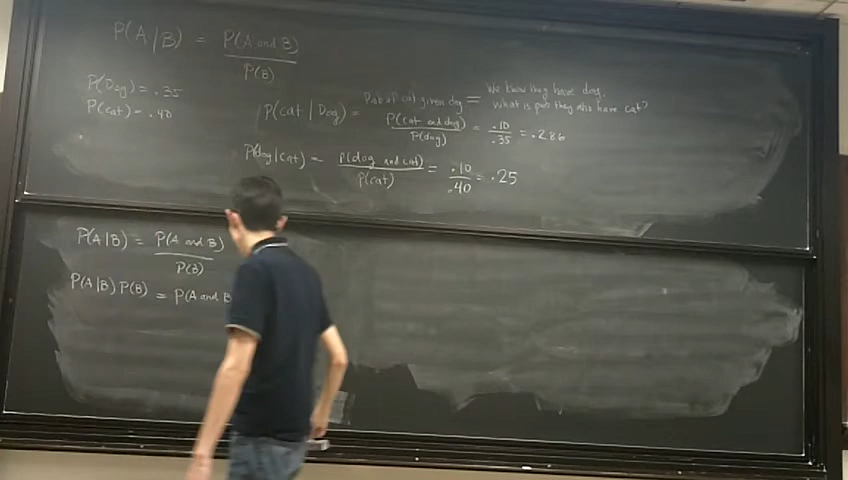 P(A|B) = P(A and B) / P(B)
P(Dog) = .35
P(cat) = .40
P(cat | Dog) = Prob of cat given dog = We know they have dog.
what is prob they also have cat?
P(cat and dog) / P(dog) = .10 / .35 = .286
P(dog|cat) = P(dog and cat) / P(cat) = .10 / .40 = .25
P(A|B) = P(A and B) / P(B)
P(A|B) P(B) = P(A and B